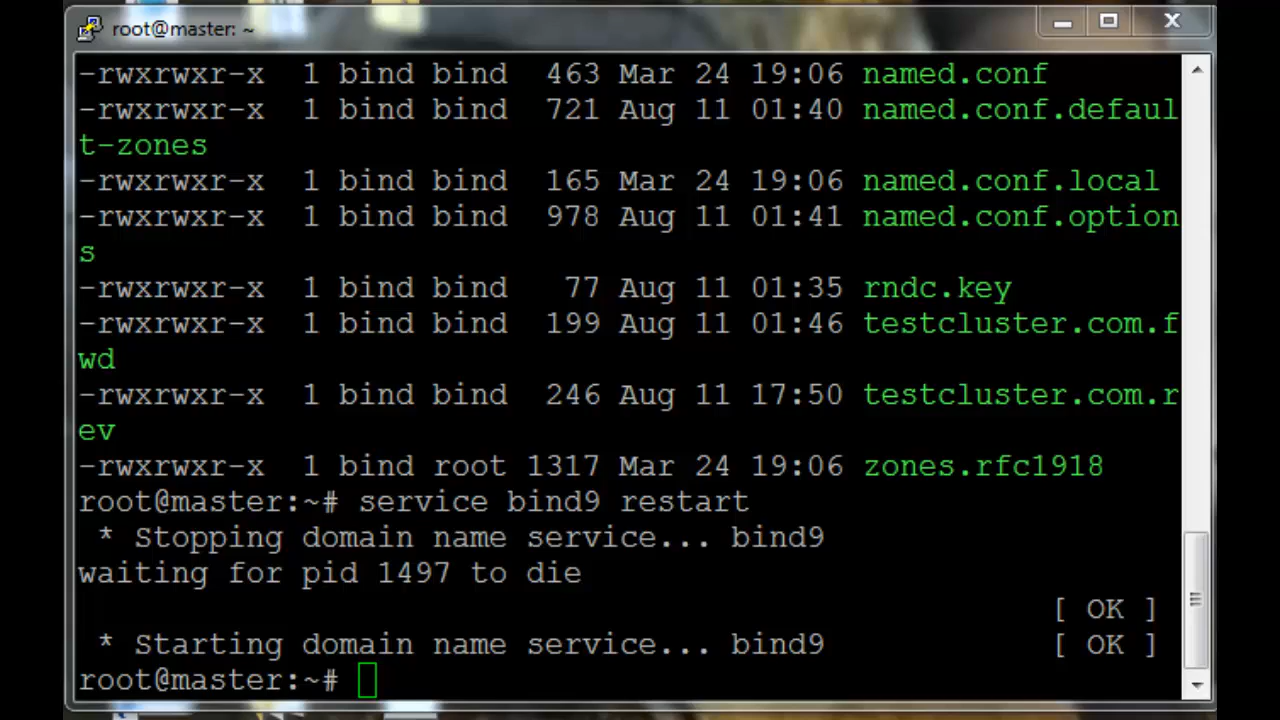 root@master: ~
-rwxrwxr-x 1 bind bind 463 Mar 24 19:06 named.conf
-rwxrwxr-x 1 bind bind 721 Aug 11 01:40 named.conf.defaul
t-zones
-rwxrwxr-x 1 bind bind 165 Mar 24 19:06 named.conf.local
-rwxrwxr-x 1 bind bind 978 Aug 11 01:41 named.conf.option
s
-rwxrwxr-x 1 bind bind 77 Aug 11 01:35 rndc.key
-rwxrwxr-x 1 bind bind 199 Aug 11 01:46 testcluster.com.f
wd
-rwxrwxr-x 1 bind bind 246 Aug 11 17:50 testcluster.com.r
ev
-rwxrwxr-x 1 bind root 1317 Mar 24 19:06 zones.rfc1918
root@master:~# service bind9 restart
 * Stopping domain name service... bind9
waiting for pid 1497 to die
[ OK ]
 * Starting domain name service... bind9 [ OK ]
root@master:~#